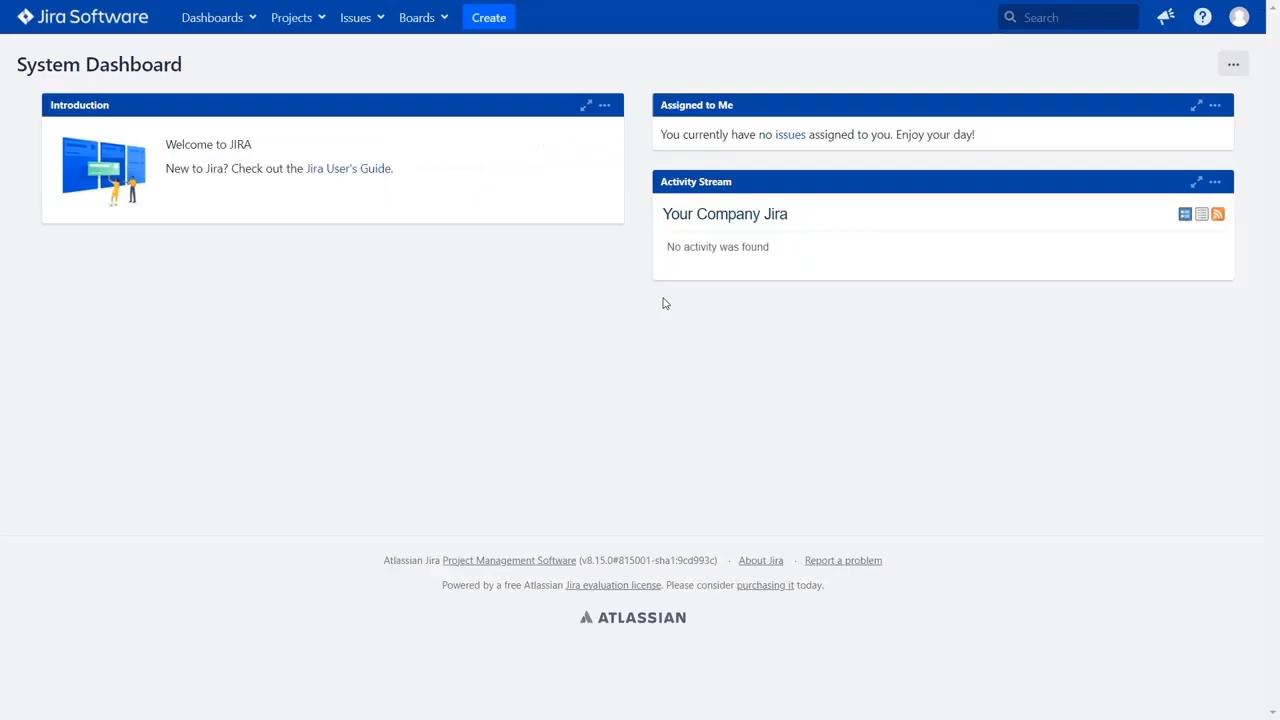 Jira Software Dashboards Projects Issues Boards Create Search
System Dashboard
Introduction
Welcome to JIRA
New to Jira? Check out the Jira User's Guide.
Assigned to Me
You currently have no issues assigned to you. Enjoy your day!
Activity Stream
Your Company Jira
No activity was found
Atlassian Jira Project Management Software (v8.15.0#815001-sha1:9cd993c) · About Jira · Report a problem
Powered by a free Atlassian Jira evaluation license. Please consider purchasing it today.
ATLASSIAN